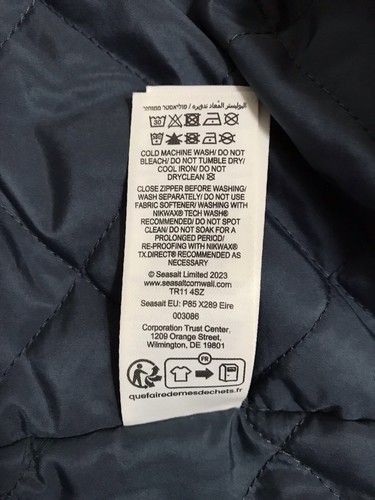 البوليستر المُعاد تدويره / פוליאסטר ממוחזר
30
COLD MACHINE WASH/ DO NOT
BLEACH/ DO NOT TUMBLE DRY/
COOL IRON/ DO NOT
DRYCLEAN
CLOSE ZIPPER BEFORE WASHING/
WASH SEPARATELY/ DO NOT USE
FABRIC SOFTENER/ WASHING WITH
NIKWAX® TECH WASH®
RECOMMENDED/ DO NOT SPOT
CLEAN/ DO NOT SOAK FOR A
PROLONGED PERIOD/
RE-PROOFING WITH NIKWAX®
TX.DIRECT® RECOMMENDED AS
NECESSARY
© Seasalt Limited 2023
www.seasaltcornwall.com
TR11 4SZ
Seasalt EU: P85 X289 Eire
003086
Corporation Trust Center.
1209 Orange Street,
Wilmington, DE 19801
FR
quefairedemesdechets.fr